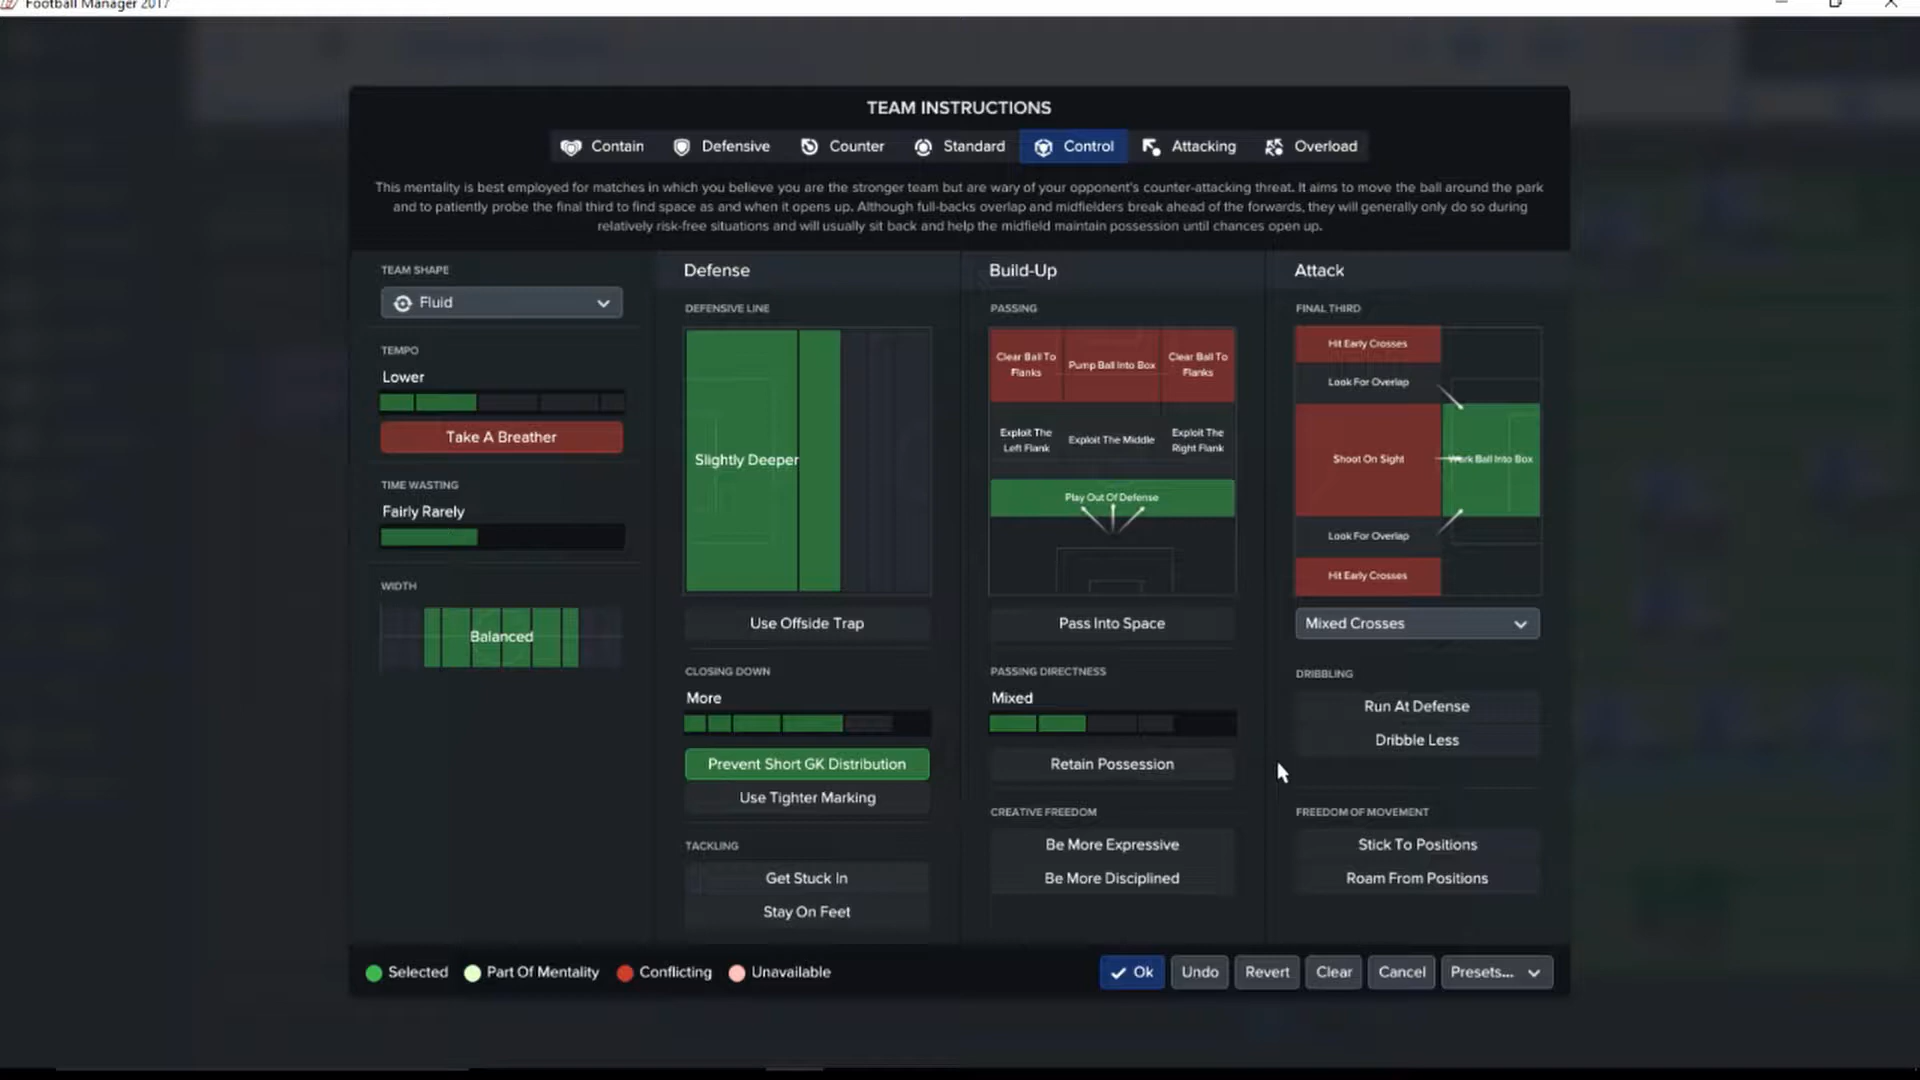 Football Manager 2017
TEAM INSTRUCTIONS
Contain
Defensive
Counter
Standard
Control
Attacking
Overload
This mentality is best employed for matches in which you believe you are the stronger team but are wary of your opponent's counter-attacking threat. It aims to move the ball around the park
and to patiently probe the final third to find space as and when it opens up. Although full-backs overlap and midfielders break ahead of the forwards, they will generally only do so during
relatively risk-free situations and will usually sit back and help the midfield maintain possession until chances open up.
TEAM SHAPE
Fluid
TEMPO
Lower
Take A Breather
TIME WASTING
Fairly Rarely
WIDTH
Balanced
Defense
DEFENSIVE LINE
Slightly Deeper
Use Offside Trap
CLOSING DOWN
More
Prevent Short GK Distribution
Use Tighter Marking
TACKLING
Get Stuck In
Stay On Feet
Build-Up
PASSING
Clear Ball To
Flanks
Pump Ball Into Box
Clear Ball To
Flanks
Exploit The
Left Flank
Exploit The Middle
Exploit The
Right Flank
Play Out Of Defense
Pass Into Space
PASSING DIRECTNESS
Mixed
Retain Possession
CREATIVE FREEDOM
Be More Expressive
Be More Disciplined
Attack
FINAL THIRD
Hit Early Crosses
Look For Overlap
Shoot On Sight
Work Ball Into Box
Look For Overlap
Hit Early Crosses
Mixed Crosses
DRIBBLING
Run At Defense
Dribble Less
FREEDOM OF MOVEMENT
Stick To Positions
Roam From Positions
Selected
Part Of Mentality
Conflicting
Unavailable
Ok
Undo
Revert
Clear
Cancel
Presets...